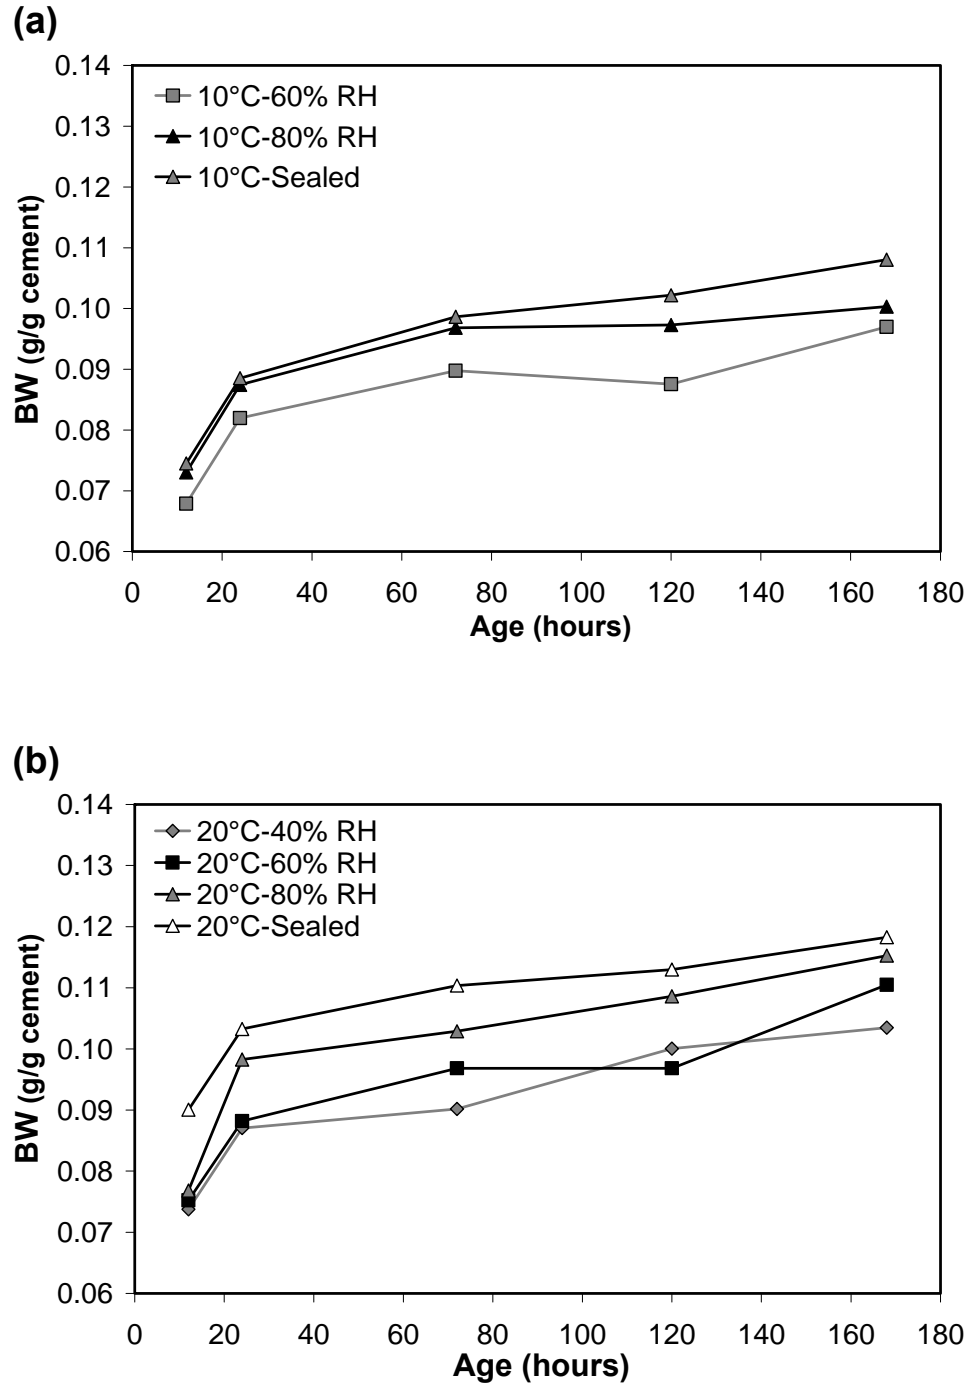 (a)
0.14
0.13
0.12
0.11
0.10
0.09
0.08
0.07
0.06
BW (g/g cement)
10°C-60% RH
10°C-80% RH
10°C-Sealed
0 20 40 60 80 100 120 140 160 180
Age (hours)
(b)
0.14
0.13
0.12
0.11
0.10
0.09
0.08
0.07
0.06
BW (g/g cement)
20°C-40% RH
20°C-60% RH
20°C-80% RH
20°C-Sealed
0 20 40 60 80 100 120 140 160 180
Age (hours)